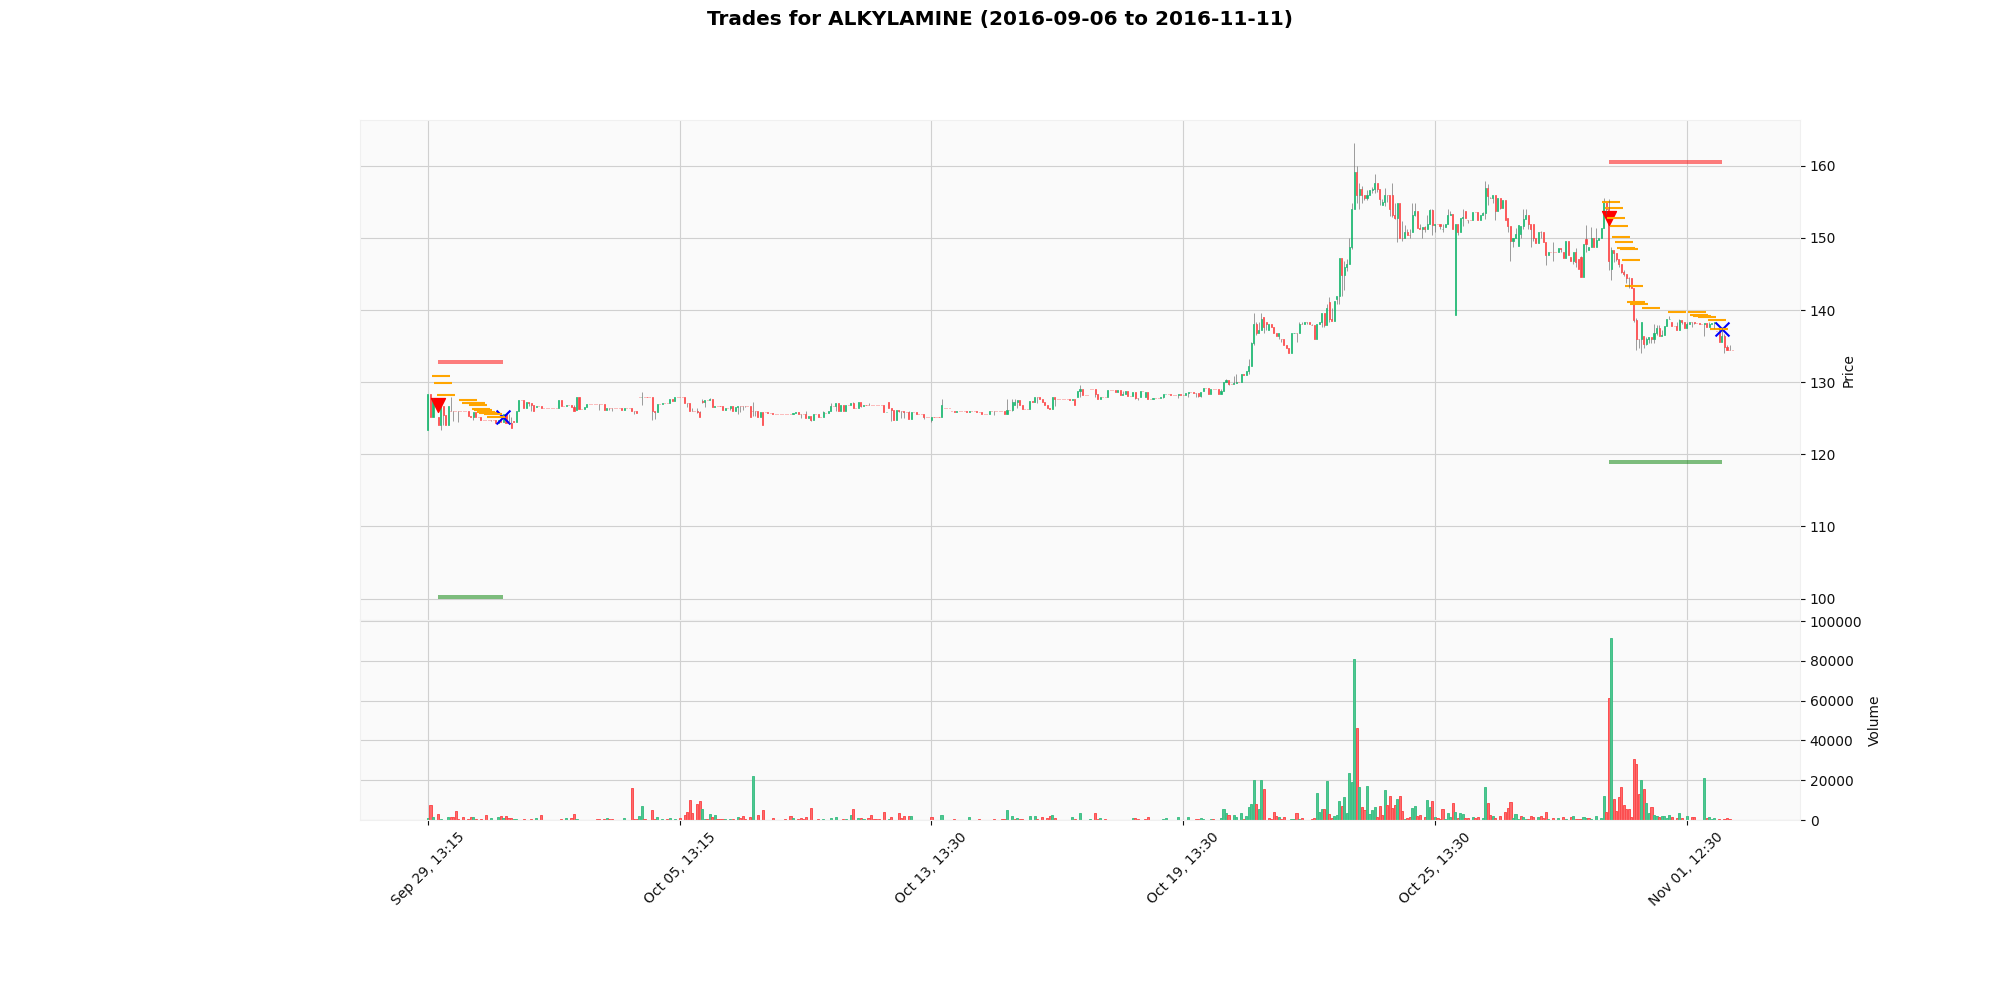 Trades for ALKYLAMINE (2016-09-06 to 2016-11-11)
160
150
140
130
120
110
100
Price
100000
80000
60000
40000
20000
0
Volume
Sep 29, 13:15
Oct 05, 13:15
Oct 13, 13:30
Oct 19, 13:30
Oct 25, 13:30
Nov 01, 12:30